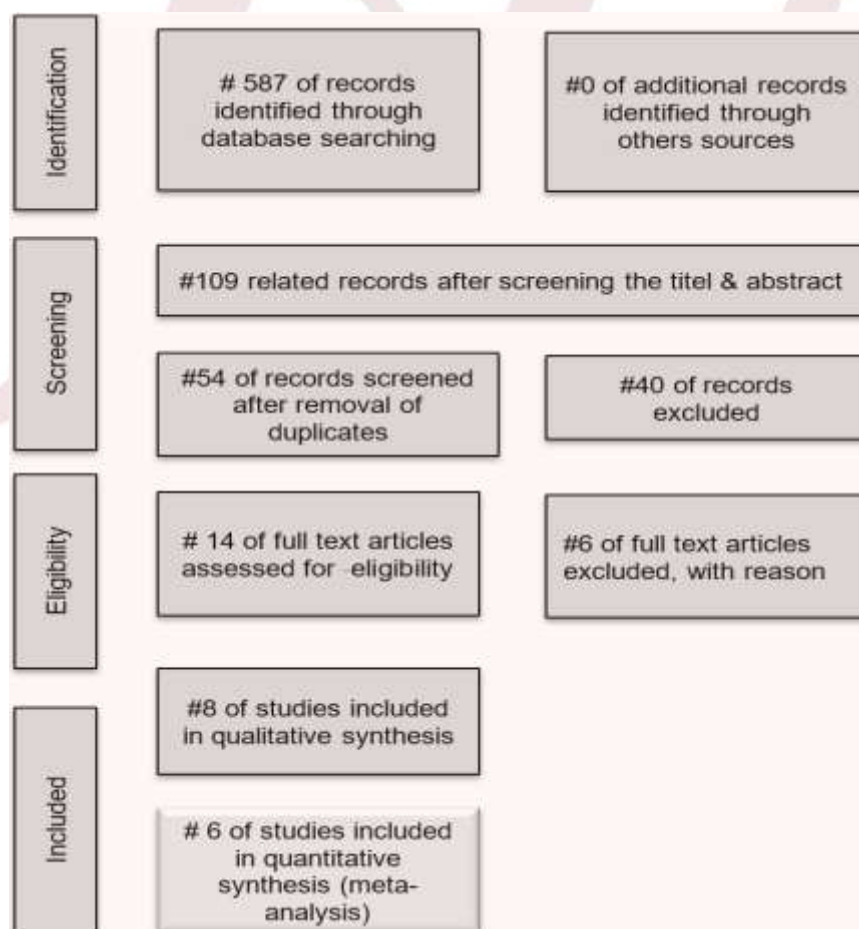 Identification
# 587 of records
identified through
database searching
#0 of additional records
identified through
others sources
Screening
#109 related records after screening the titel & abstract
#54 of records screened
after removal of
duplicates
#40 of records
excluded
Eligibility
# 14 of full text articles
assessed for eligibility
#6 of full text articles
excluded, with reason
Included
#8 of studies included
in qualitative synthesis
# 6 of studies included
in quantitative
synthesis (meta-
analysis)